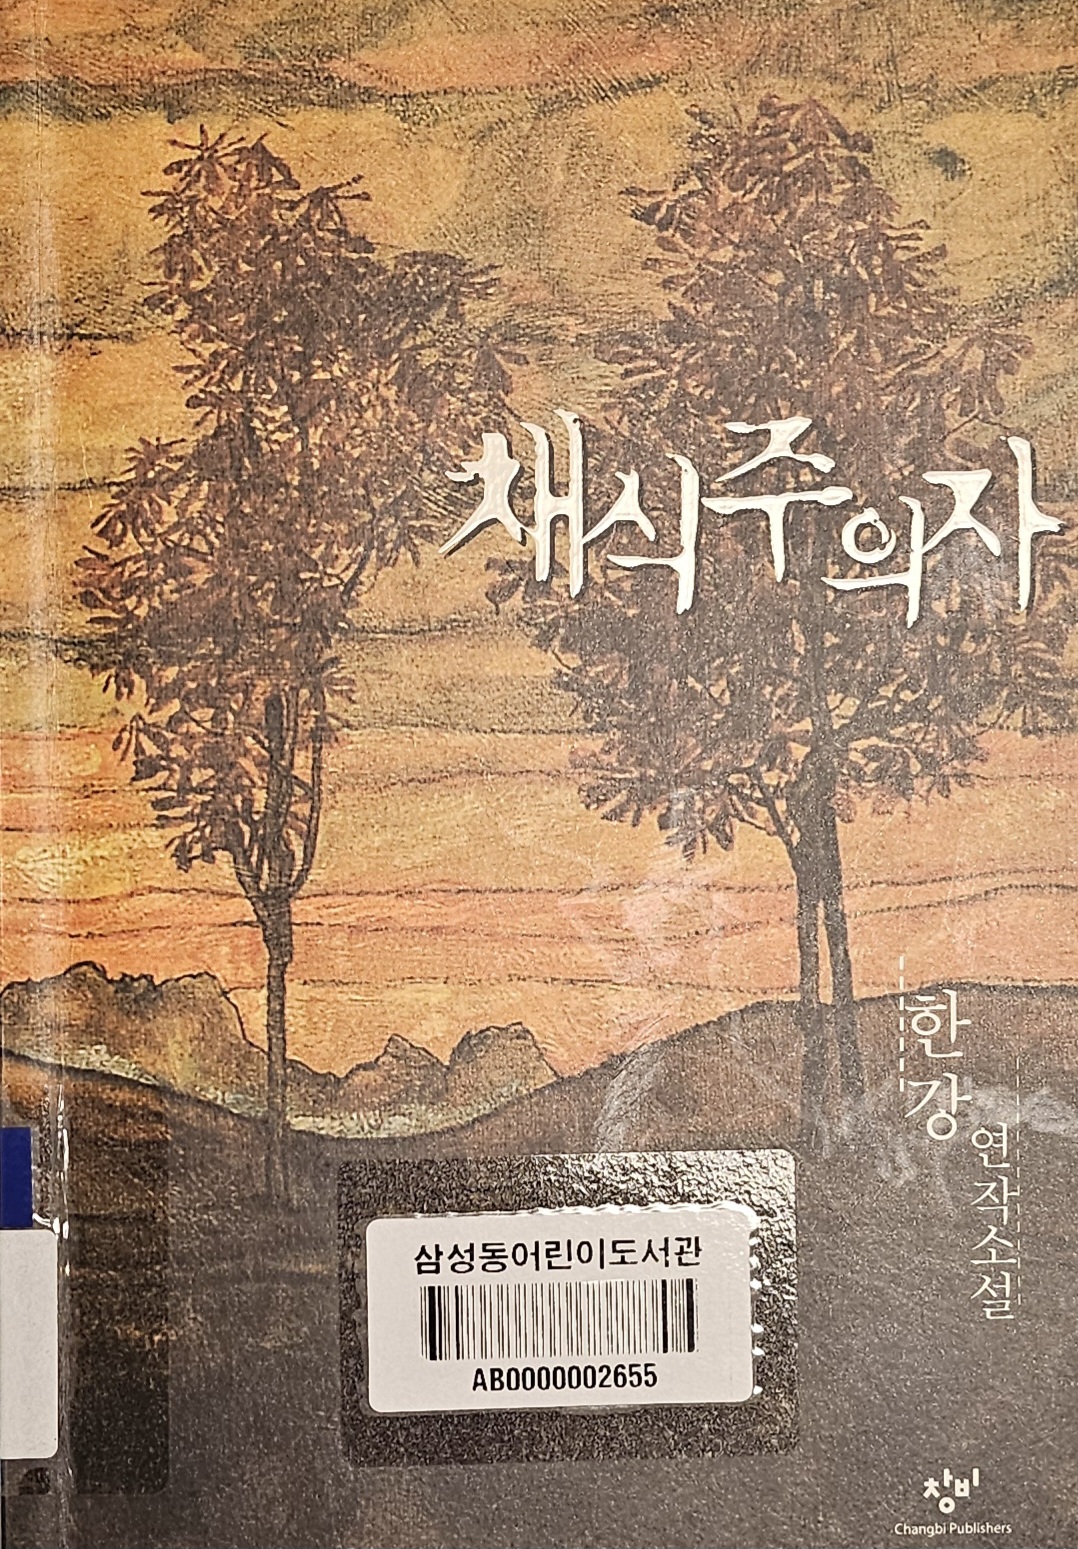 채식주의자
한강
연작소설
삼성동어린이도서관
AB0000002655
창비
Changbi Publishers